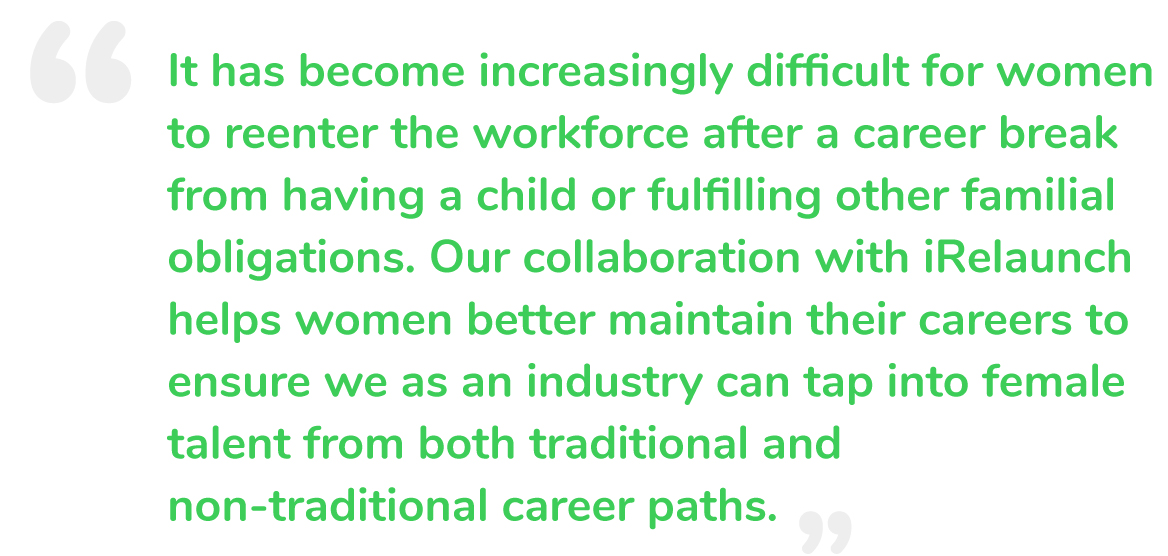 “
It has become increasingly difficult for women
to reenter the workforce after a career break
from having a child or fulfilling other familial
obligations. Our collaboration with iRelaunch
helps women better maintain their careers to
ensure we as an industry can tap into female
talent from both traditional and
non-traditional career paths. ”